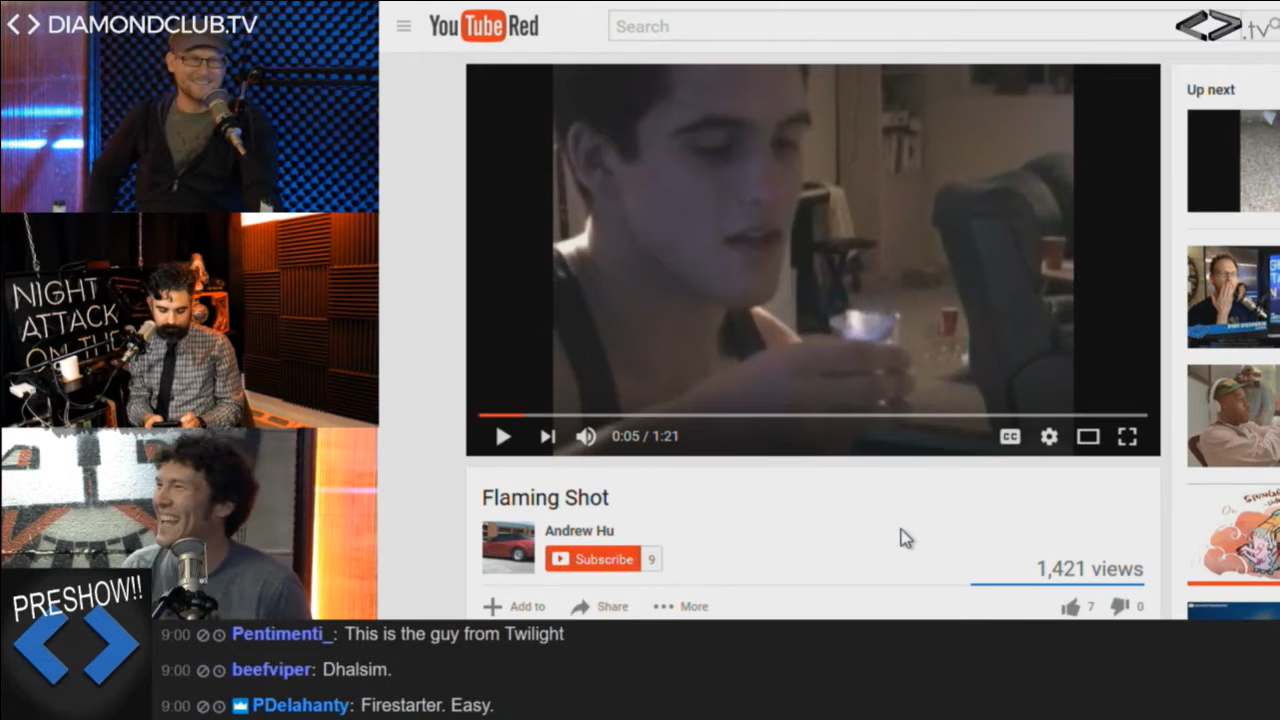 <> DIAMONDCLUB.TV
YouTube Red
Search
<>.tv
Up next
NIGHT
ATTACK
ON THE
0:05 / 1:21
CC
Flaming Shot
Andrew Hu
Subscribe 9
1,421 views
Add to
Share
More
7
0
PRESHOW!!
9:00 Pentimenti_: This is the guy from Twilight
9:00 beefviper: Dhalsim.
9:00 PDelahanty: Firestarter. Easy.